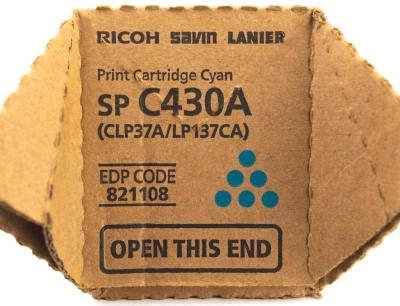 RICOH savin LANIER
Print Cartridge Cyan
SP C430A
(CLP37A/LP137CA)
EDP CODE
821108
OPEN THIS END